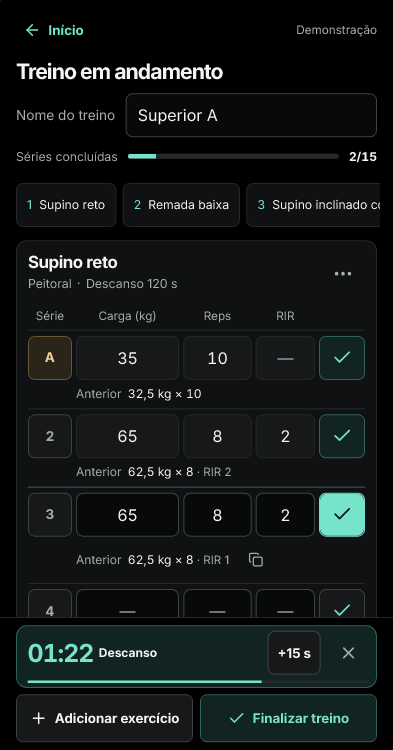 Início
Demonstração
Treino em andamento
Nome do treino
Superior A
Séries concluídas
2/15
1 Supino reto
2 Remada baixa
3 Supino inclinado co
Supino reto
Peitoral · Descanso 120 s
Série Carga (kg) Reps RIR
A 35 10 —
Anterior 32,5 kg × 10
2 65 8 2
Anterior 62,5 kg × 8 · RIR 2
3 65 8 2
Anterior 62,5 kg × 8 · RIR 1
4 — — —
01:22 Descanso +15 s
Adicionar exercício
Finalizar treino